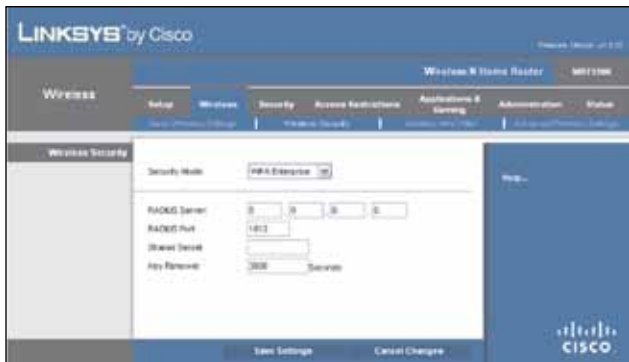 LINKSYS by Cisco
Wireless-N Home Router
Wireless
Setup Wireless Security Access Restrictions Applications & Gaming Administration Status
Wireless Security
Wireless Security
Security Mode: WPA Enterprise
RADIUS Server: 0 . 0 . 0 . 0
RADIUS Port:
Shared Secret:
Key Renewal: 3600 Seconds
Help...
Save Settings Cancel Changes
CISCO